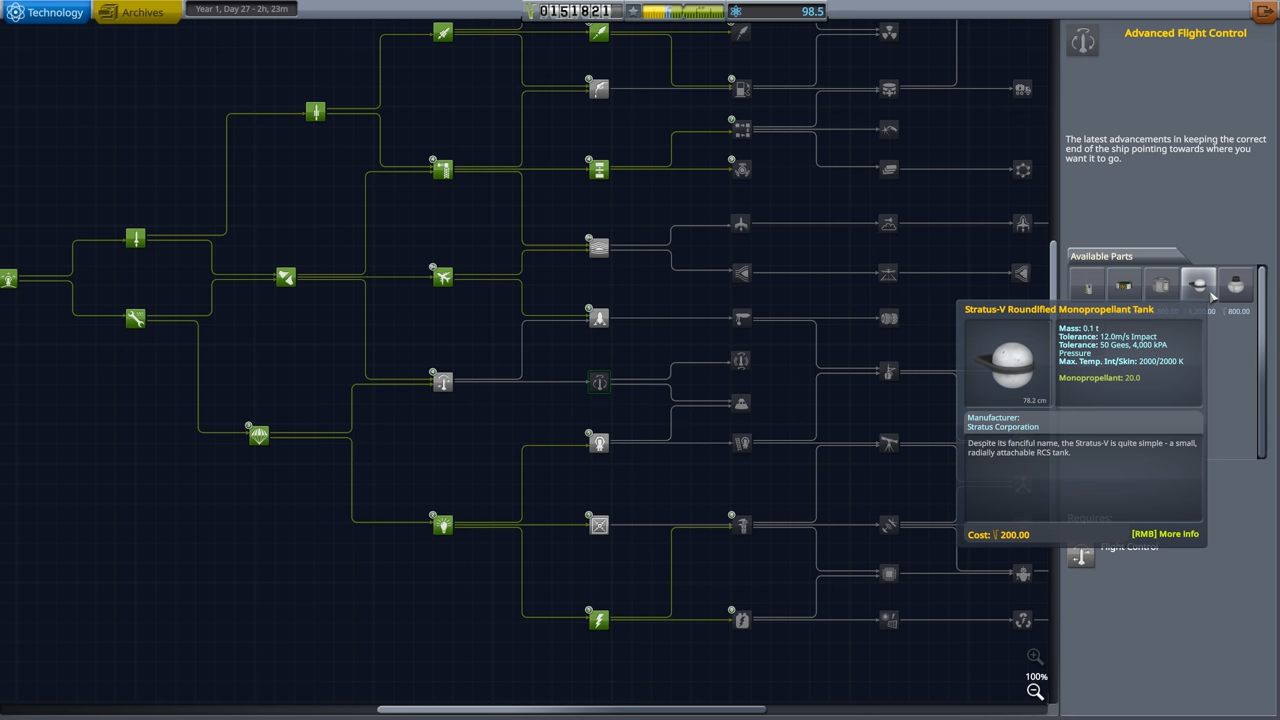 Technology
Archives
Year 1, Day 27 - 2h, 23m
0151821
98.5
Advanced Flight Control
The latest advancements in keeping the correct
end of the ship pointing towards where you
want it to go.
Available Parts
800.00
Stratus-V Roundified Monopropellant Tank
Mass: 0.1 t
Tolerance: 12.0m/s Impact
Tolerance: 50 Gees, 4,000 kPa
Pressure
Max. Temp. Int/Skin: 2000/2000 K
Monopropellant: 20.0
78.2 cm
Manufacturer:
Stratus Corporation
Despite its fanciful name, the Stratus-V is quite simple - a small,
radially attachable RCS tank.
Requires:
Cost: 200.00
[RMB] More Info
Flight Control
100%